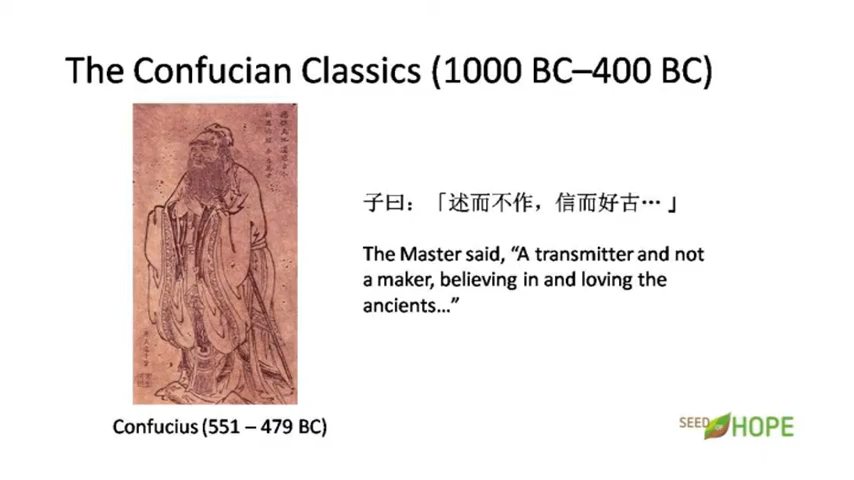 The Confucian Classics (1000 BC–400 BC)
子曰：「述而不作，信而好古… 」
The Master said, “A transmitter and not
a maker, believing in and loving the
ancients…”
Confucius (551 – 479 BC)
SEED OF HOPE